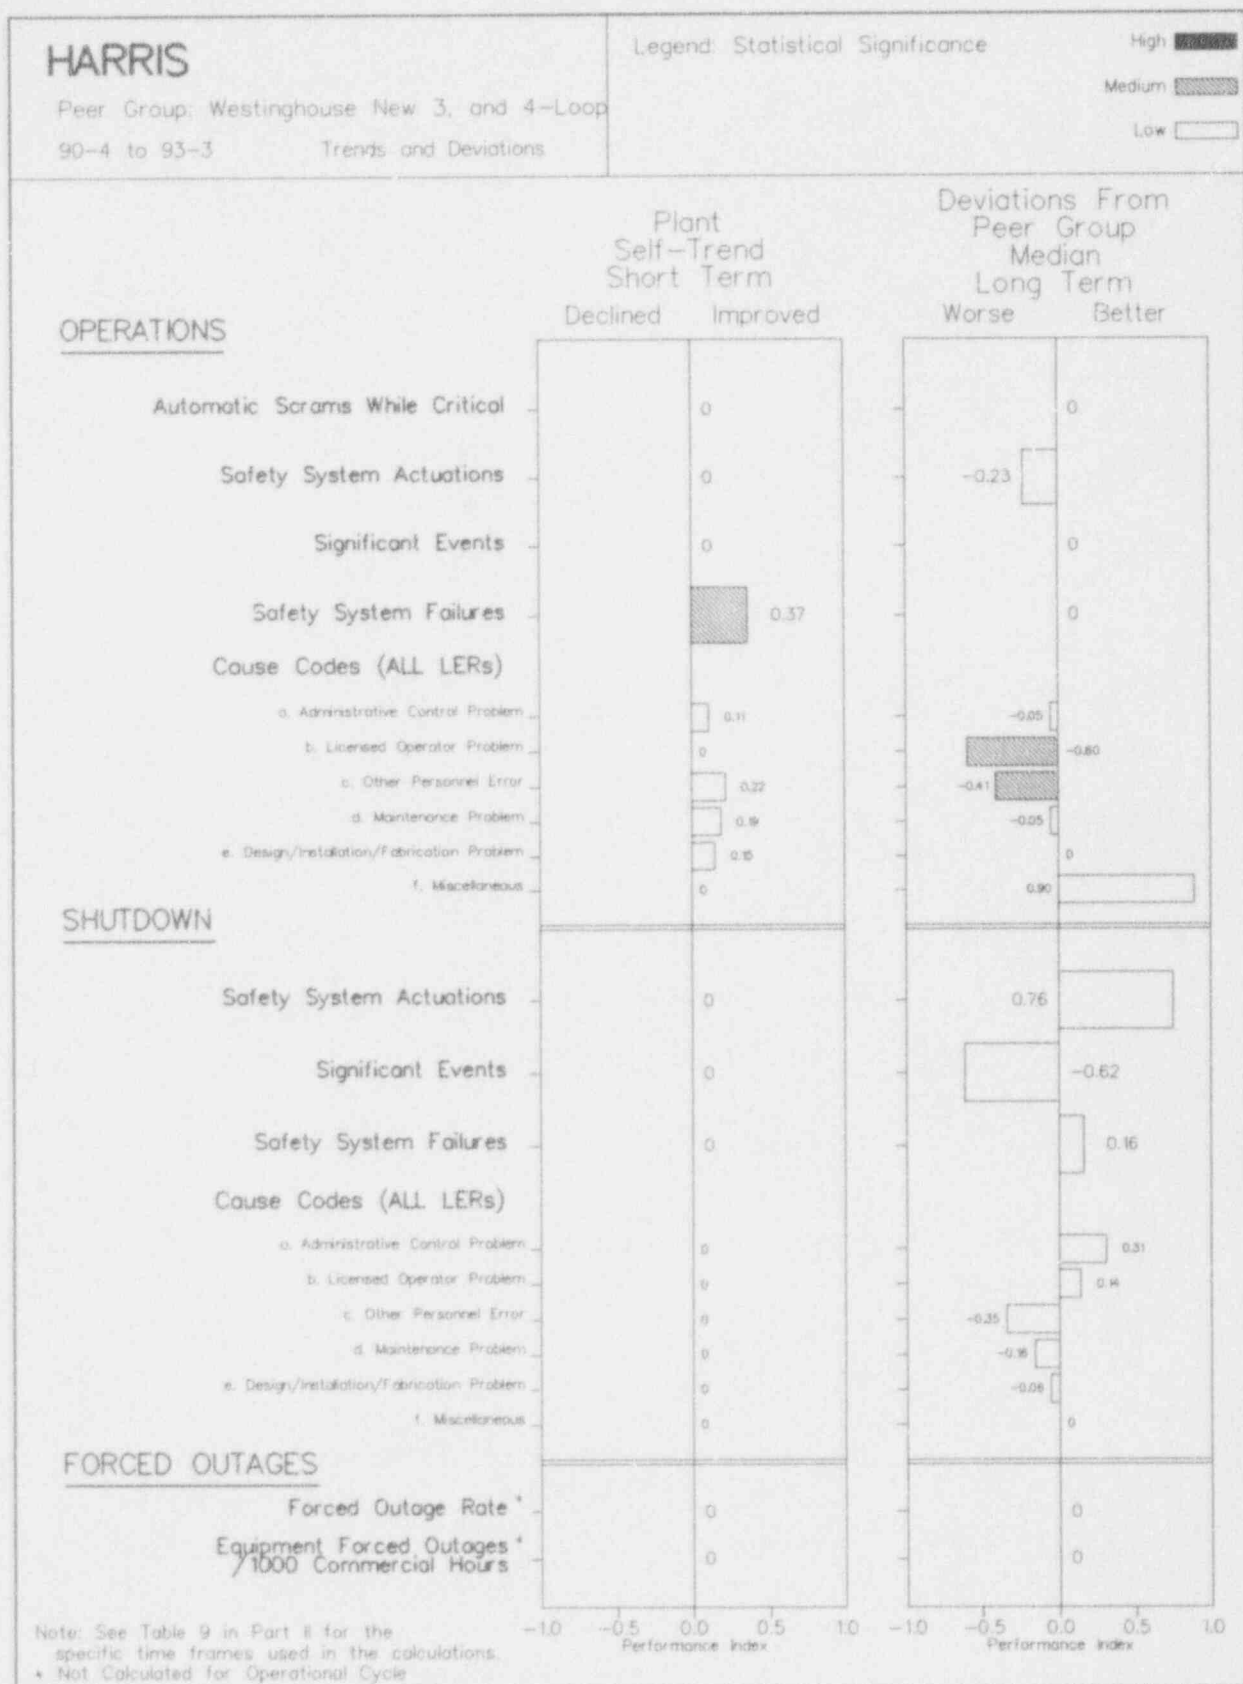 HARRIS
Peer Group: Westinghouse New 3, and 4-Loop
90-4 to 93-3 Trends and Deviations
Legend: Statistical Significance
High
Medium
Low
Plant
Self-Trend
Short Term
Declined Improved
Deviations From
Peer Group
Median
Long Term
Worse Better
OPERATIONS
Automatic Scrams While Critical 0 0
Safety System Actuations 0 -0.23
Significant Events 0 0
Safety System Failures 0.37 0
Cause Codes (ALL LERs)
a. Administrative Control Problem 0.11 -0.05
b. Licensed Operator Problem 0 -0.60
c. Other Personnel Error 0.22 -0.41
d. Maintenance Problem 0.19 -0.05
e. Design/Installation/Fabrication Problem 0.15 0
f. Miscellaneous 0 0.90
SHUTDOWN
Safety System Actuations 0 0.76
Significant Events 0 -0.62
Safety System Failures 0 0.16
Cause Codes (ALL LERs)
a. Administrative Control Problem 0 0.31
b. Licensed Operator Problem 0 0.14
c. Other Personnel Error 0 -0.35
d. Maintenance Problem 0 -0.16
e. Design/Installation/Fabrication Problem 0 -0.06
f. Miscellaneous 0 0
FORCED OUTAGES
Forced Outage Rate * 0 0
Equipment Forced Outages *
/1000 Commercial Hours 0 0
-1.0 -0.5 0.0 0.5 1.0 -1.0 -0.5 0.0 0.5 1.0
Performance Index Performance Index
Note: See Table 9 in Part II for the
specific time frames used in the calculations.
* Not Calculated for Operational Cycle